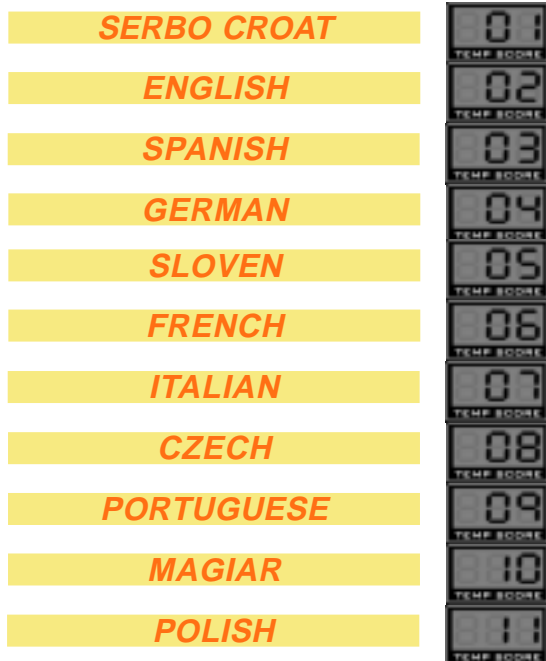 SERBO CROAT 01
TEMP SCORE
ENGLISH 02
TEMP SCORE
SPANISH 03
TEMP SCORE
GERMAN 04
TEMP SCORE
SLOVEN 05
TEMP SCORE
FRENCH 06
TEMP SCORE
ITALIAN 07
TEMP SCORE
CZECH 08
TEMP SCORE
PORTUGUESE 09
TEMP SCORE
MAGIAR 10
TEMP SCORE
POLISH 11
TEMP SCORE